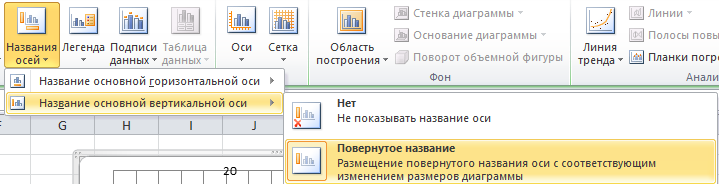 Названия осей
Легенда
Подписи данных
Таблица данных
Оси
Сетка
Область построения
Стенка диаграммы
Основание диаграммы
Поворот объемной фигуры
Фон
Линия тренда
Линии
Полосы повы
Планки погре
Анали
Название основной горизонтальной оси
Название основной вертикальной оси
Нет
Не показывать название оси
Повернутое название
Размещение повернутого названия оси с соответствующим
изменением размеров диаграммы
F G H I J
20